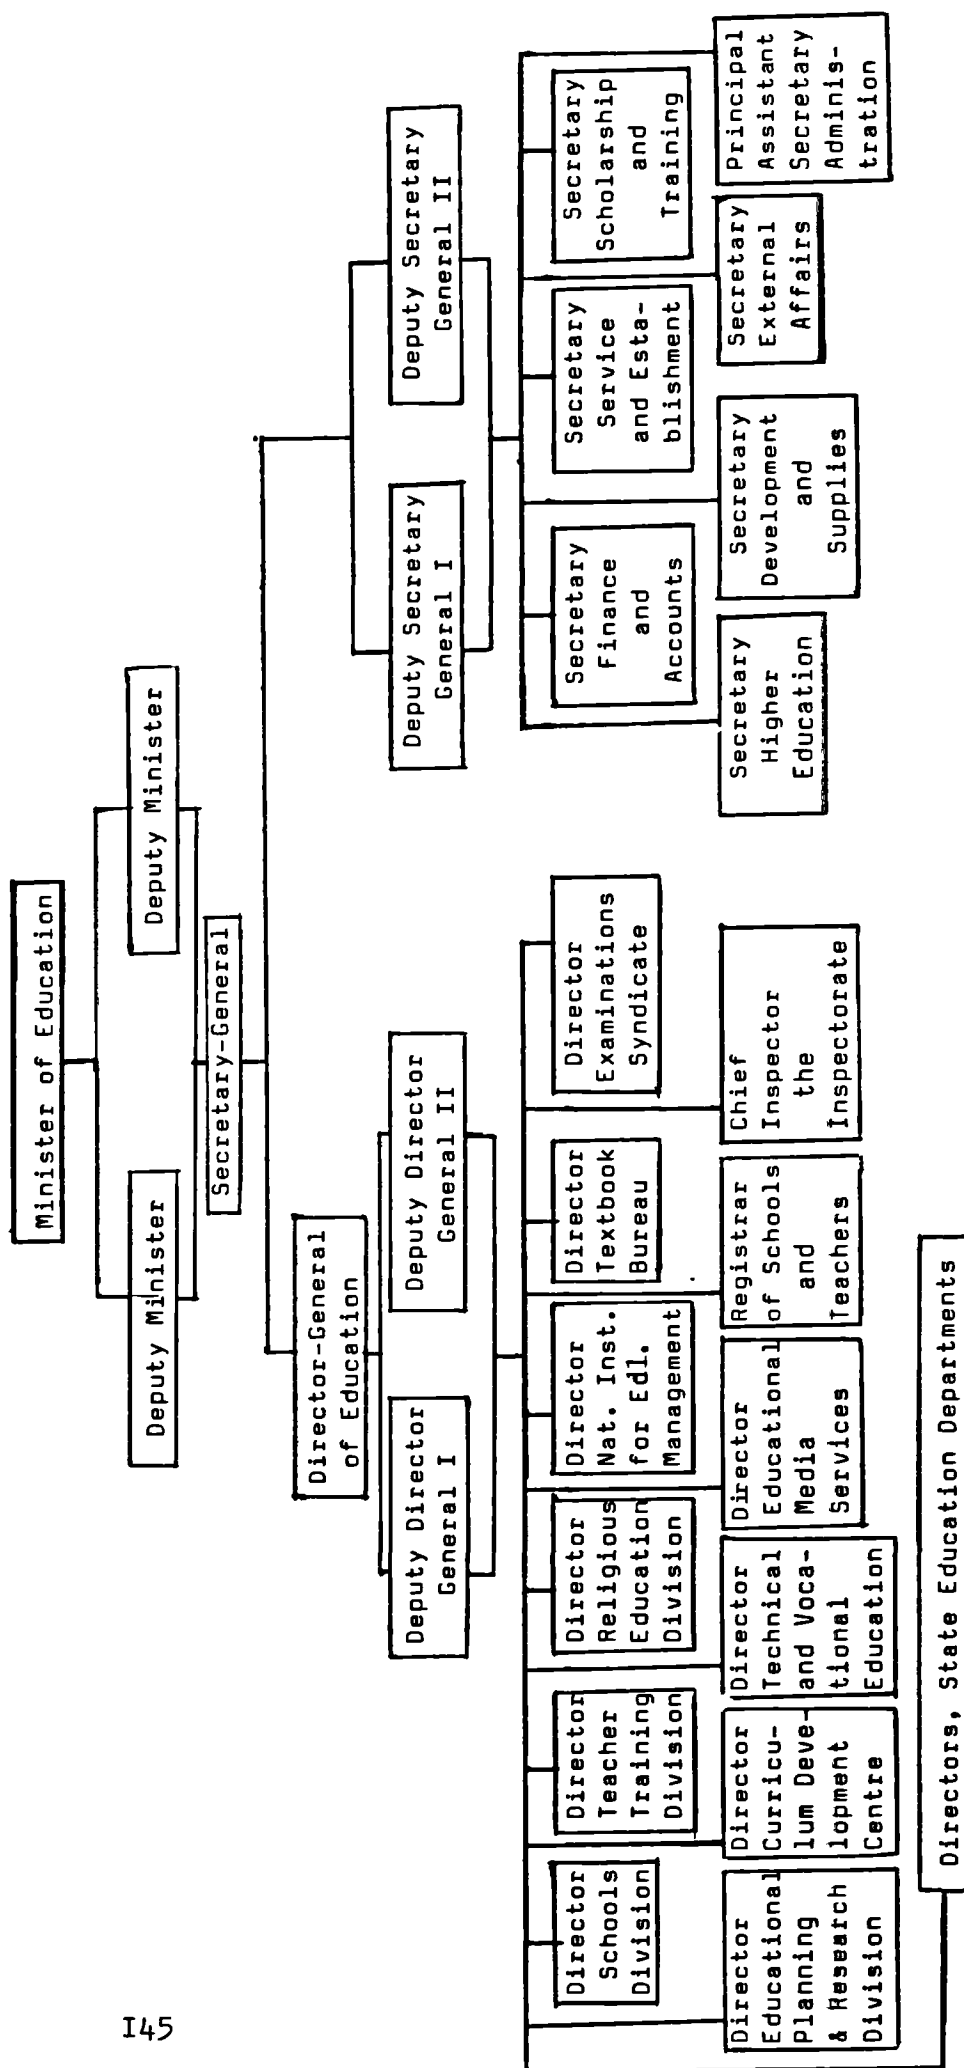 Minister of Education
Deputy Minister
Deputy Minister
Secretary-General
Director-General
of Education
Deputy Director
General I
Deputy Director
General II
Deputy Secretary
General I
Deputy Secretary
General II
Director
Schools
Division
Director
Teacher
Training
Division
Director
Religious
Education
Division
Director
Nat. Inst.
for Edl.
Management
Director
Textbook
Bureau
Director
Examinations
Syndicate
Secretary
Finance
and
Accounts
Secretary
Service
and Esta-
blishment
Secretary
Scholarship
and
Training
Director
Educational
Planning
& Research
Division
Director
Curricu-
lum Deve-
lopment
Centre
Director
Technical
and Voca-
tional
Education
Director
Educational
Media
Services
Registrar
of Schools
and
Teachers
Chief
Inspector
the
Inspectorate
Secretary
Higher
Education
Secretary
Development
and
Supplies
Secretary
External
Affairs
Principal
Assistant
Secretary
Adminis-
tration
Directors, State Education Departments
I45